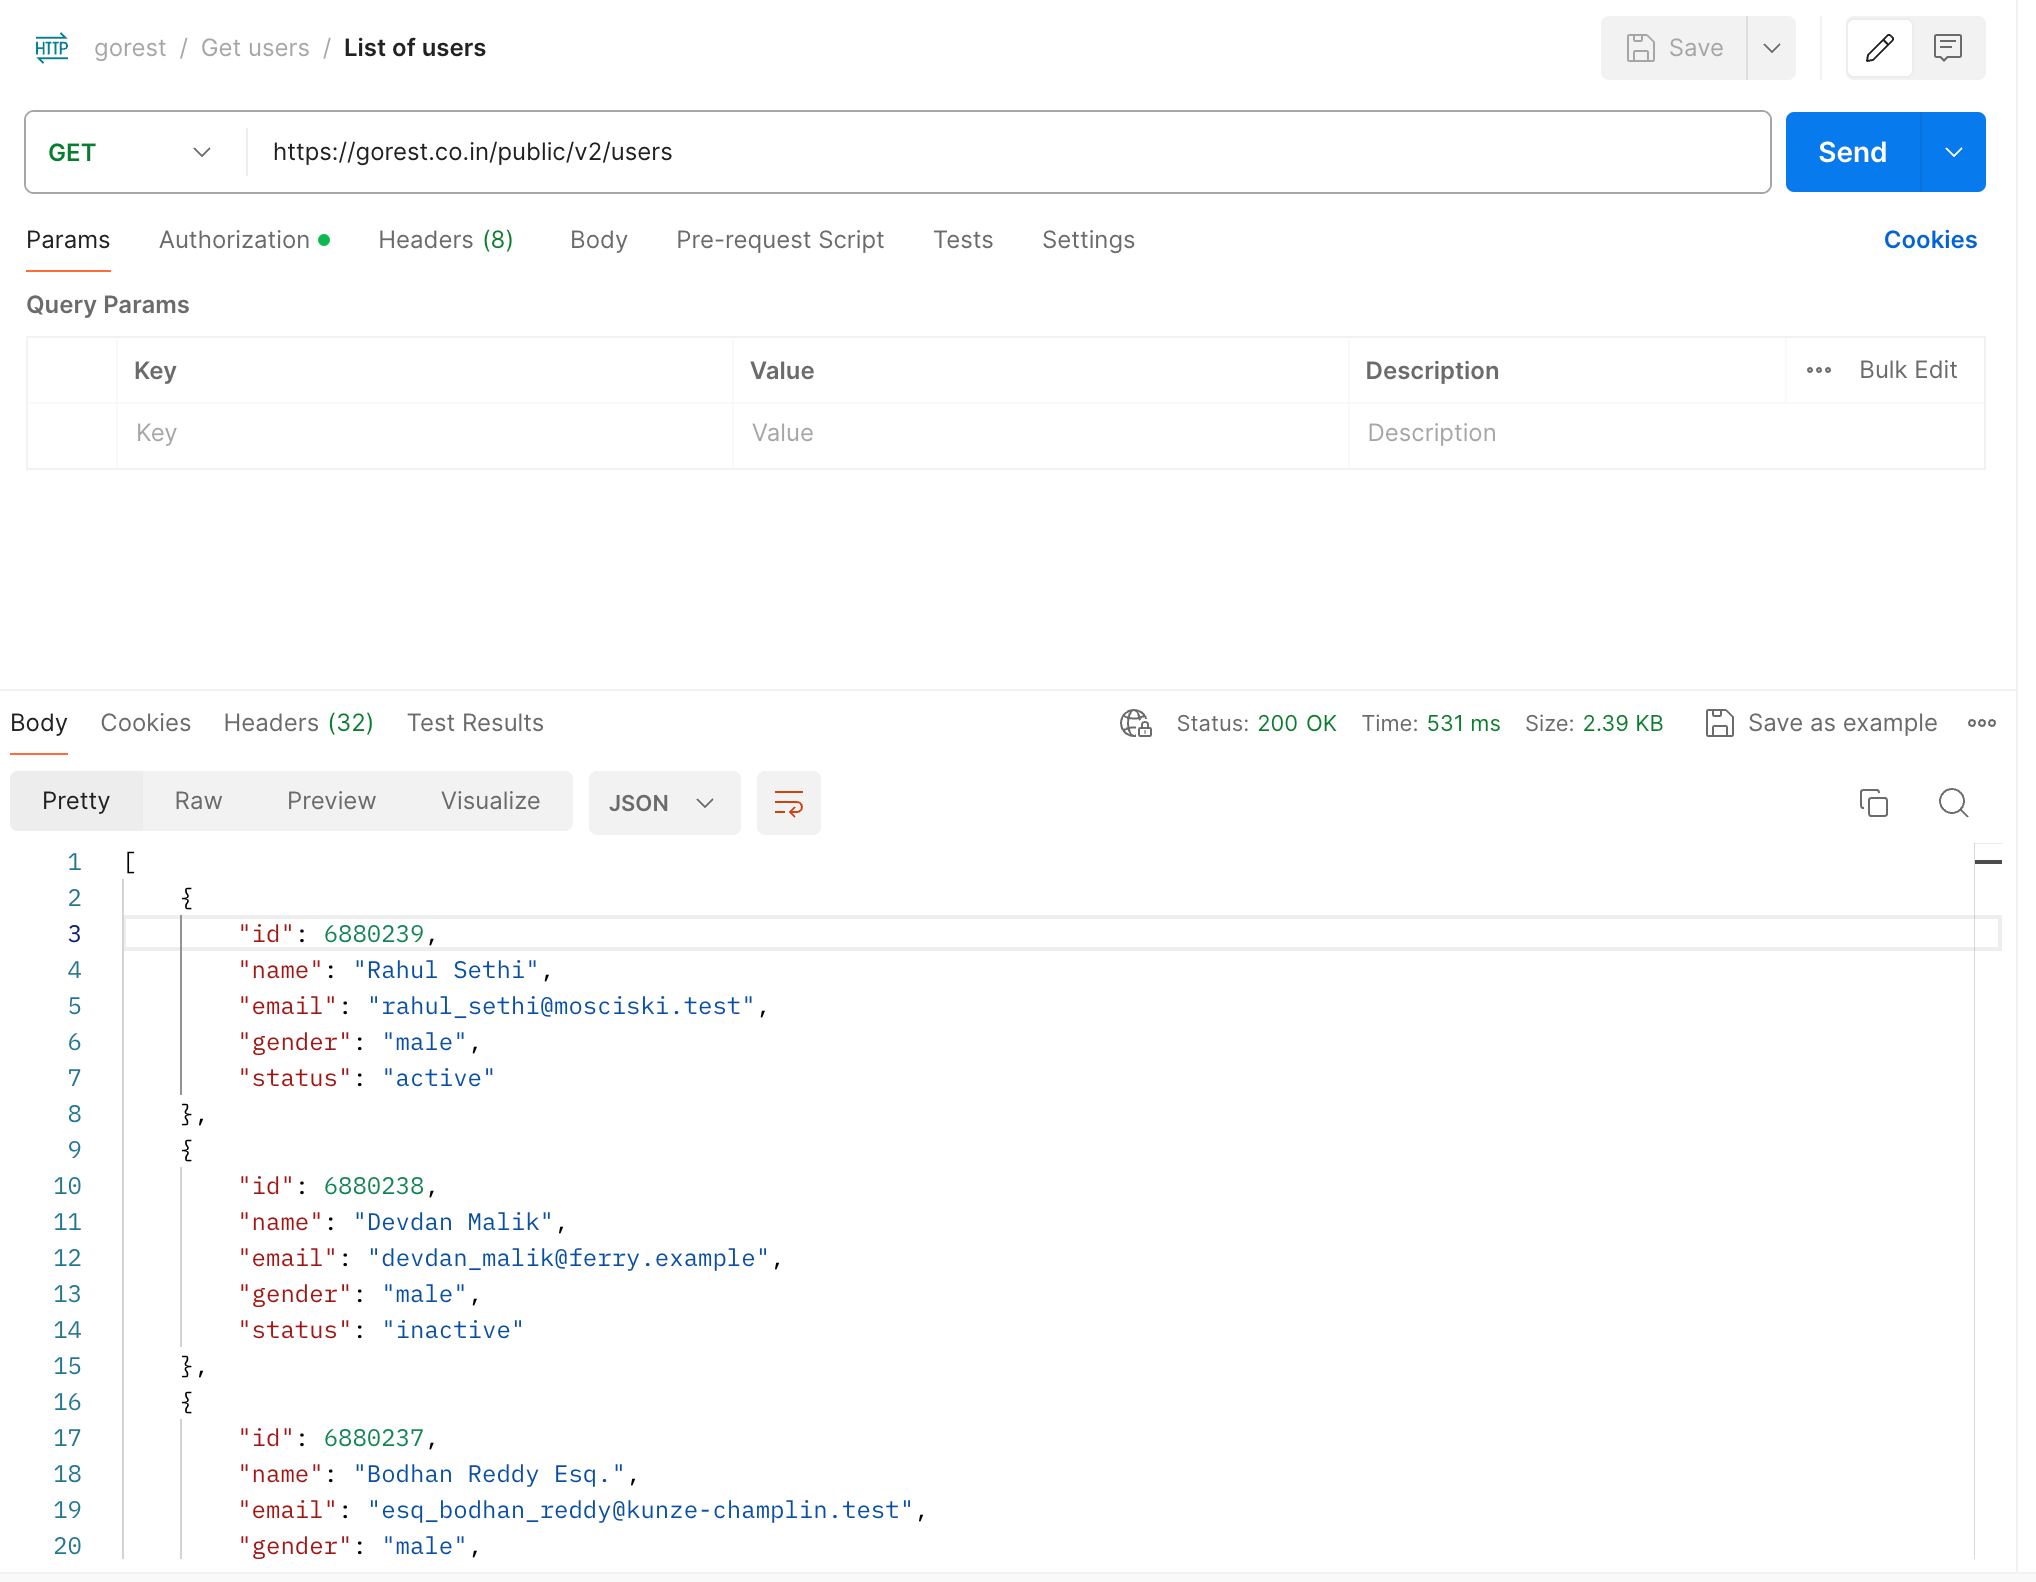 HTTP gorest / Get users / List of users Save
GET https://gorest.co.in/public/v2/users Send
Params Authorization Headers (8) Body Pre-request Script Tests Settings Cookies
Query Params
Key Value Description Bulk Edit
Key Value Description
Body Cookies Headers (32) Test Results Status: 200 OK Time: 531 ms Size: 2.39 KB Save as example
Pretty Raw Preview Visualize JSON
1 [
2 {
3 "id": 6880239,
4 "name": "Rahul Sethi",
5 "email": "rahul_sethi@mosciski.test",
6 "gender": "male",
7 "status": "active"
8 },
9 {
10 "id": 6880238,
11 "name": "Devdan Malik",
12 "email": "devdan_malik@ferry.example",
13 "gender": "male",
14 "status": "inactive"
15 },
16 {
17 "id": 6880237,
18 "name": "Bodhan Reddy Esq.",
19 "email": "esq_bodhan_reddy@kunze-champlin.test",
20 "gender": "male",